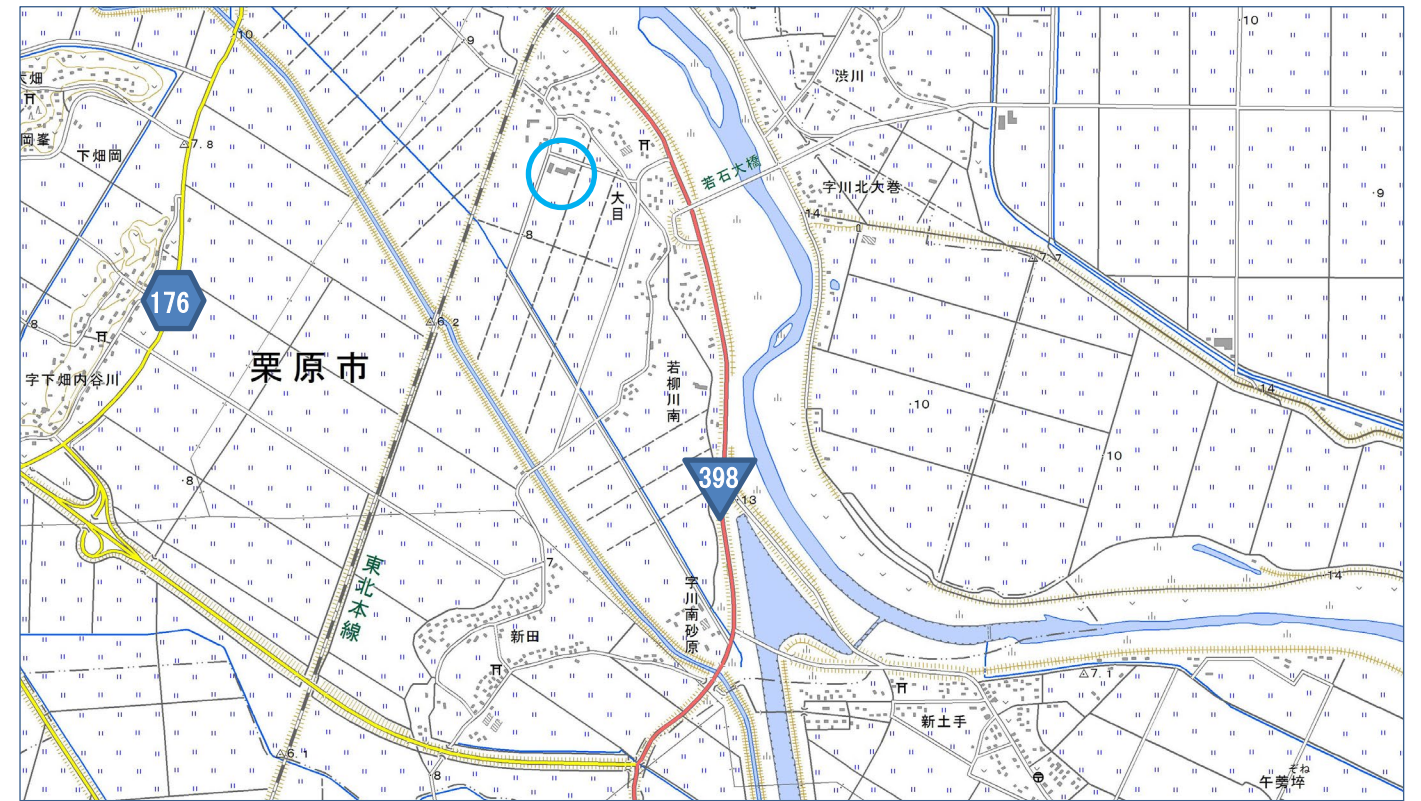 10
9
10
渋川
畑
岡峯
下畑岡
7.8
若石大橋
字川北大巻
9
大目
14
8
7.7
176
8
6.2
栗原市
若柳川南
字下畑内谷川
14
10
10
398
8
13
東北本線
7
14
字川南砂原
新田
7.1
新土手
6.1
8
ぞね
午蒡埣